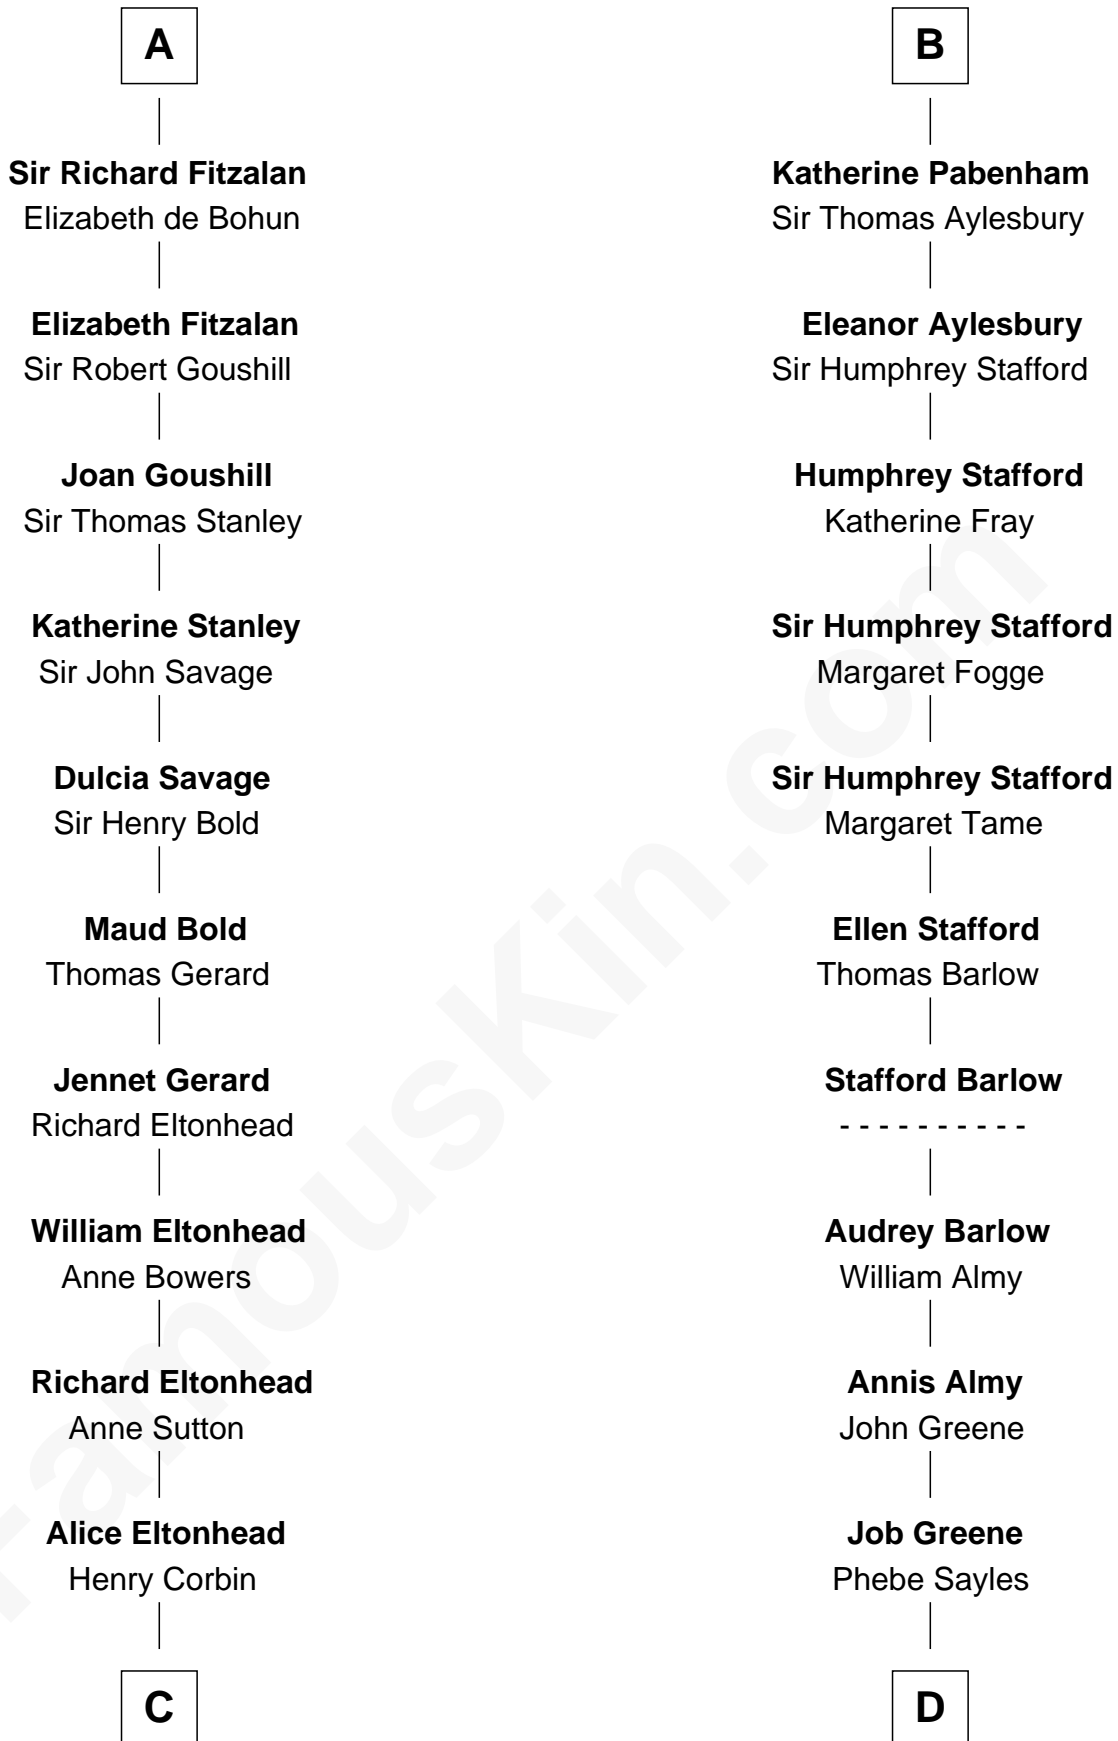 A
Sir Richard Fitzalan
Elizabeth de Bohun
Elizabeth Fitzalan
Sir Robert Goushill
Joan Goushill
Sir Thomas Stanley
Katherine Stanley
Sir John Savage
Dulcia Savage
Sir Henry Bold
Maud Bold
Thomas Gerard
Jennet Gerard
Richard Eltonhead
William Eltonhead
Anne Bowers
Richard Eltonhead
Anne Sutton
Alice Eltonhead
Henry Corbin
C
B
Katherine Pabenham
Sir Thomas Aylesbury
Eleanor Aylesbury
Sir Humphrey Stafford
Humphrey Stafford
Katherine Fray
Sir Humphrey Stafford
Margaret Fogge
Sir Humphrey Stafford
Margaret Tame
Ellen Stafford
Thomas Barlow
Stafford Barlow
- - - - - - - - - -
Audrey Barlow
William Almy
Annis Almy
John Greene
Job Greene
Phebe Sayles
D
FamousKin.com